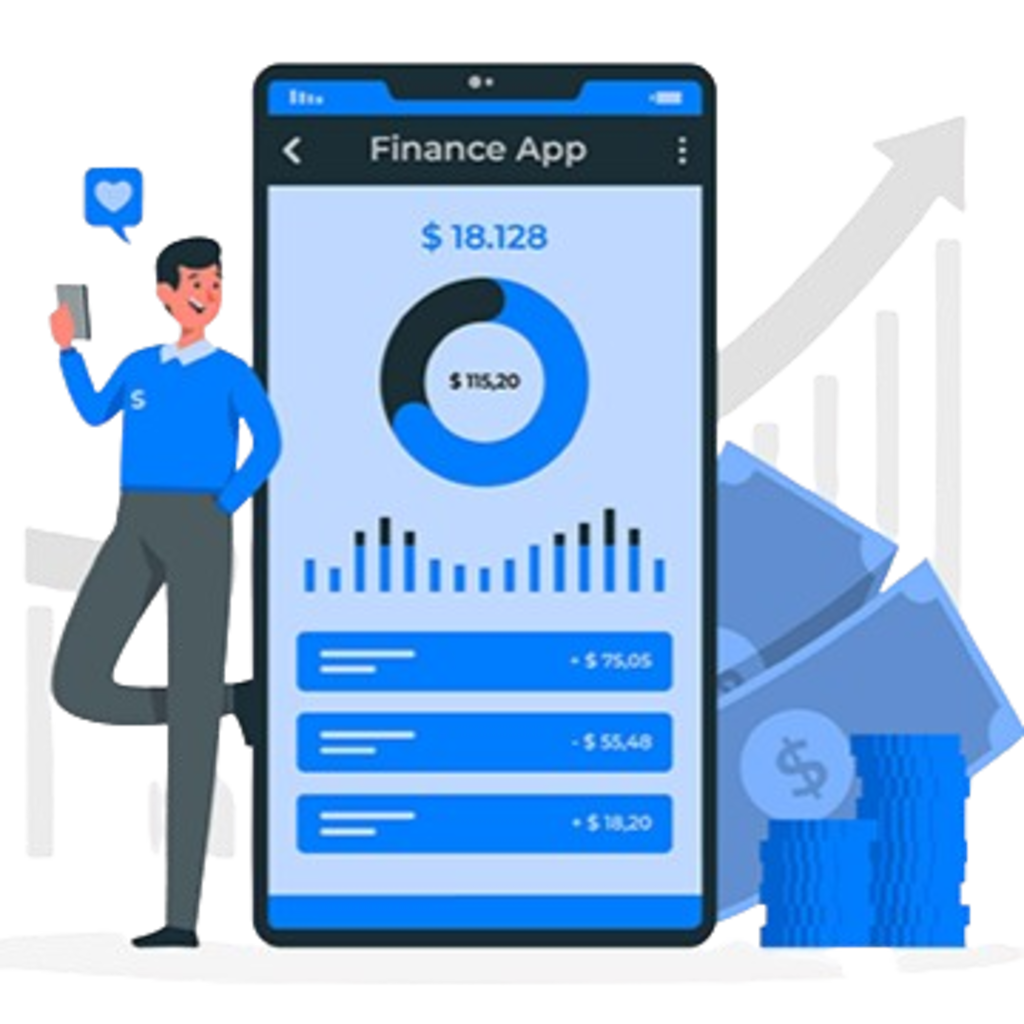 Finance App
$ 18.128
$ 115,20
+ $ 75,05
- $ 55,48
+ $ 18,20
S
$